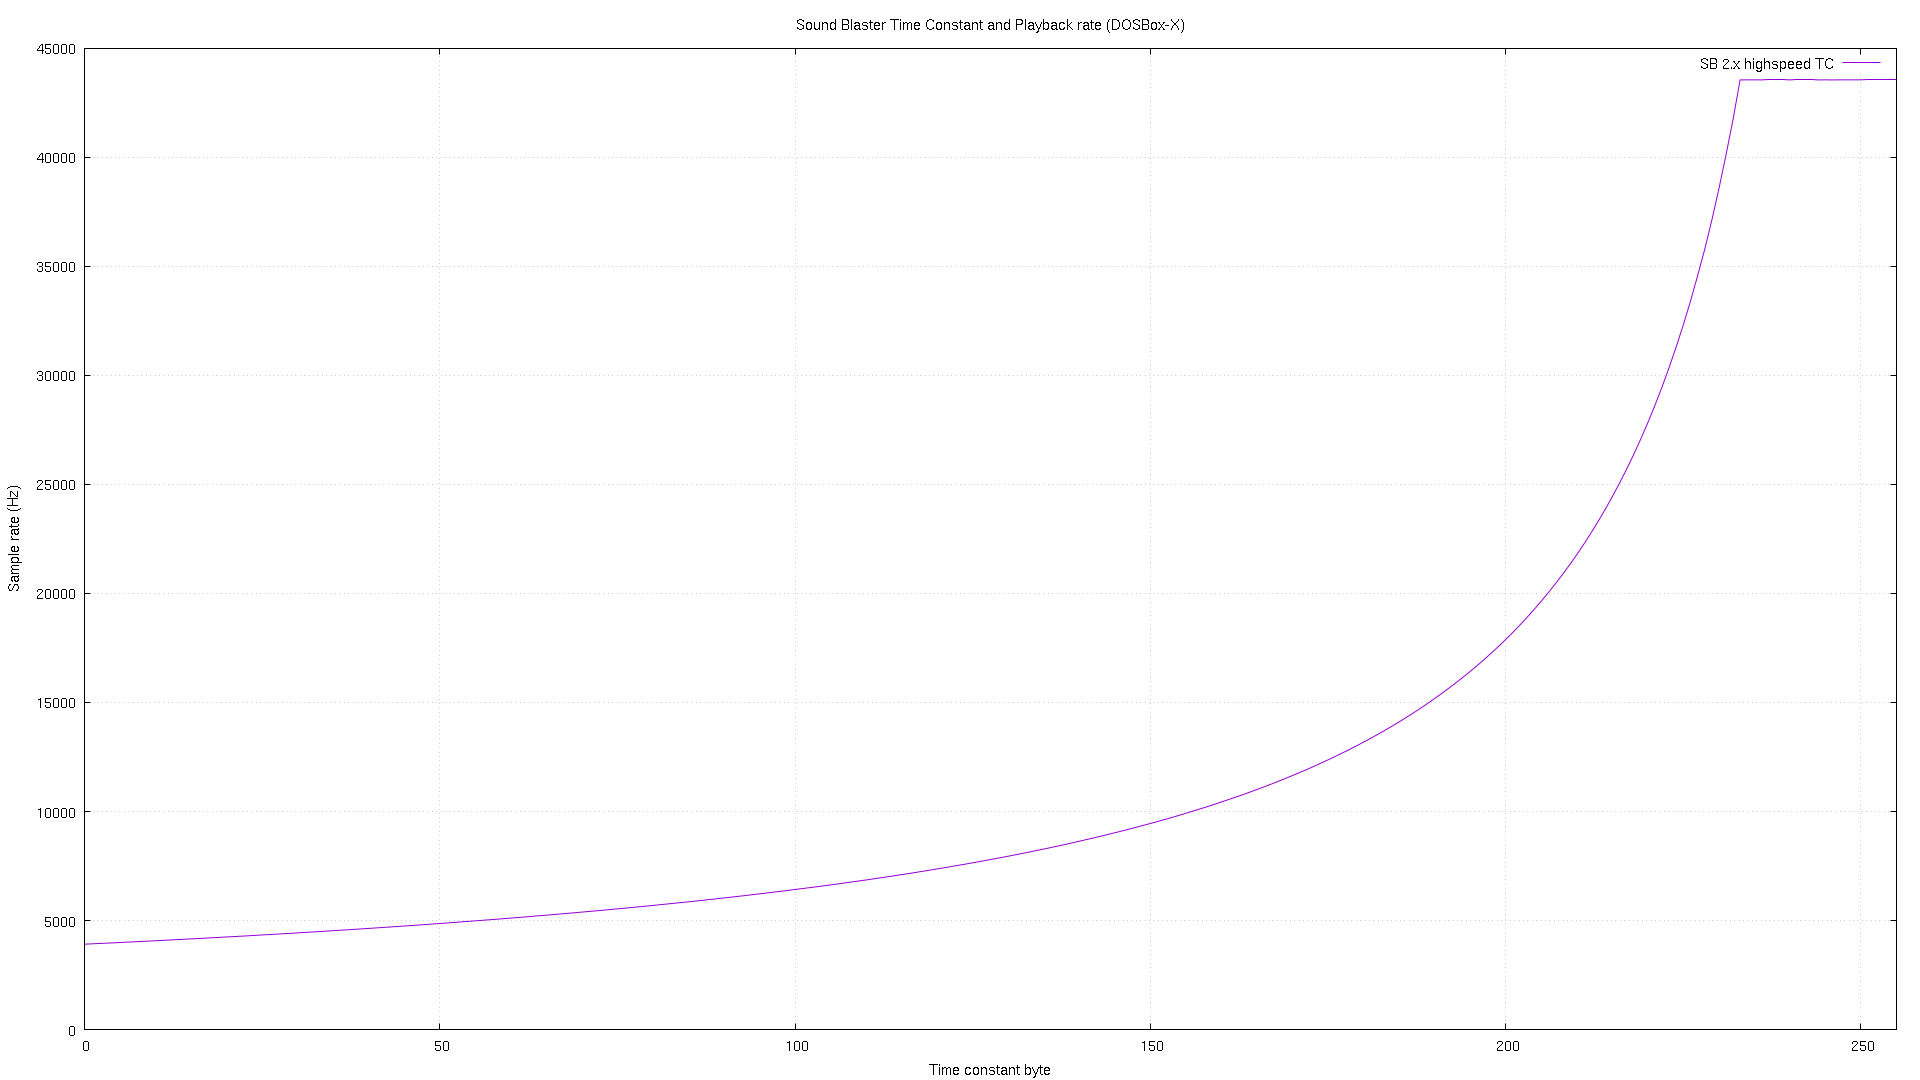 Sound Blaster Time Constant and Playback rate (DOSBox-X)
SB 2.x highspeed TC
45000
40000
35000
30000
25000
20000
15000
10000
5000
0
Sample rate (Hz)
0 50 100 150 200 250
Time constant byte